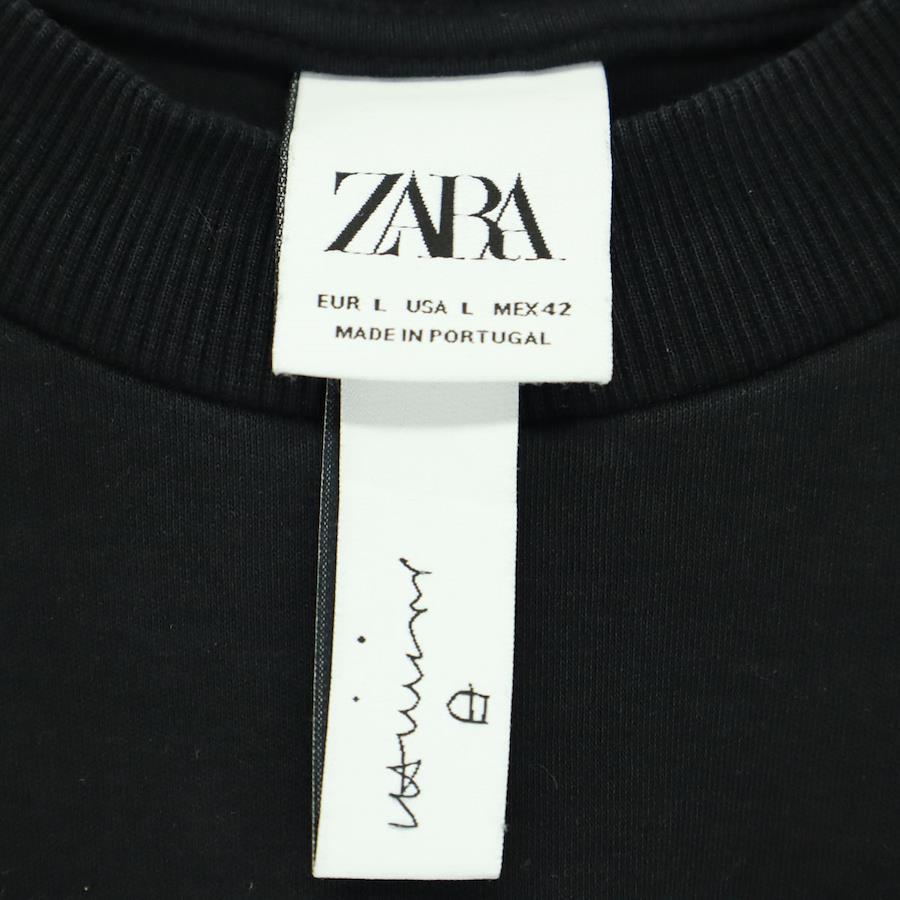 ZARA
EUR L USA L MEX 42
MADE IN PORTUGAL